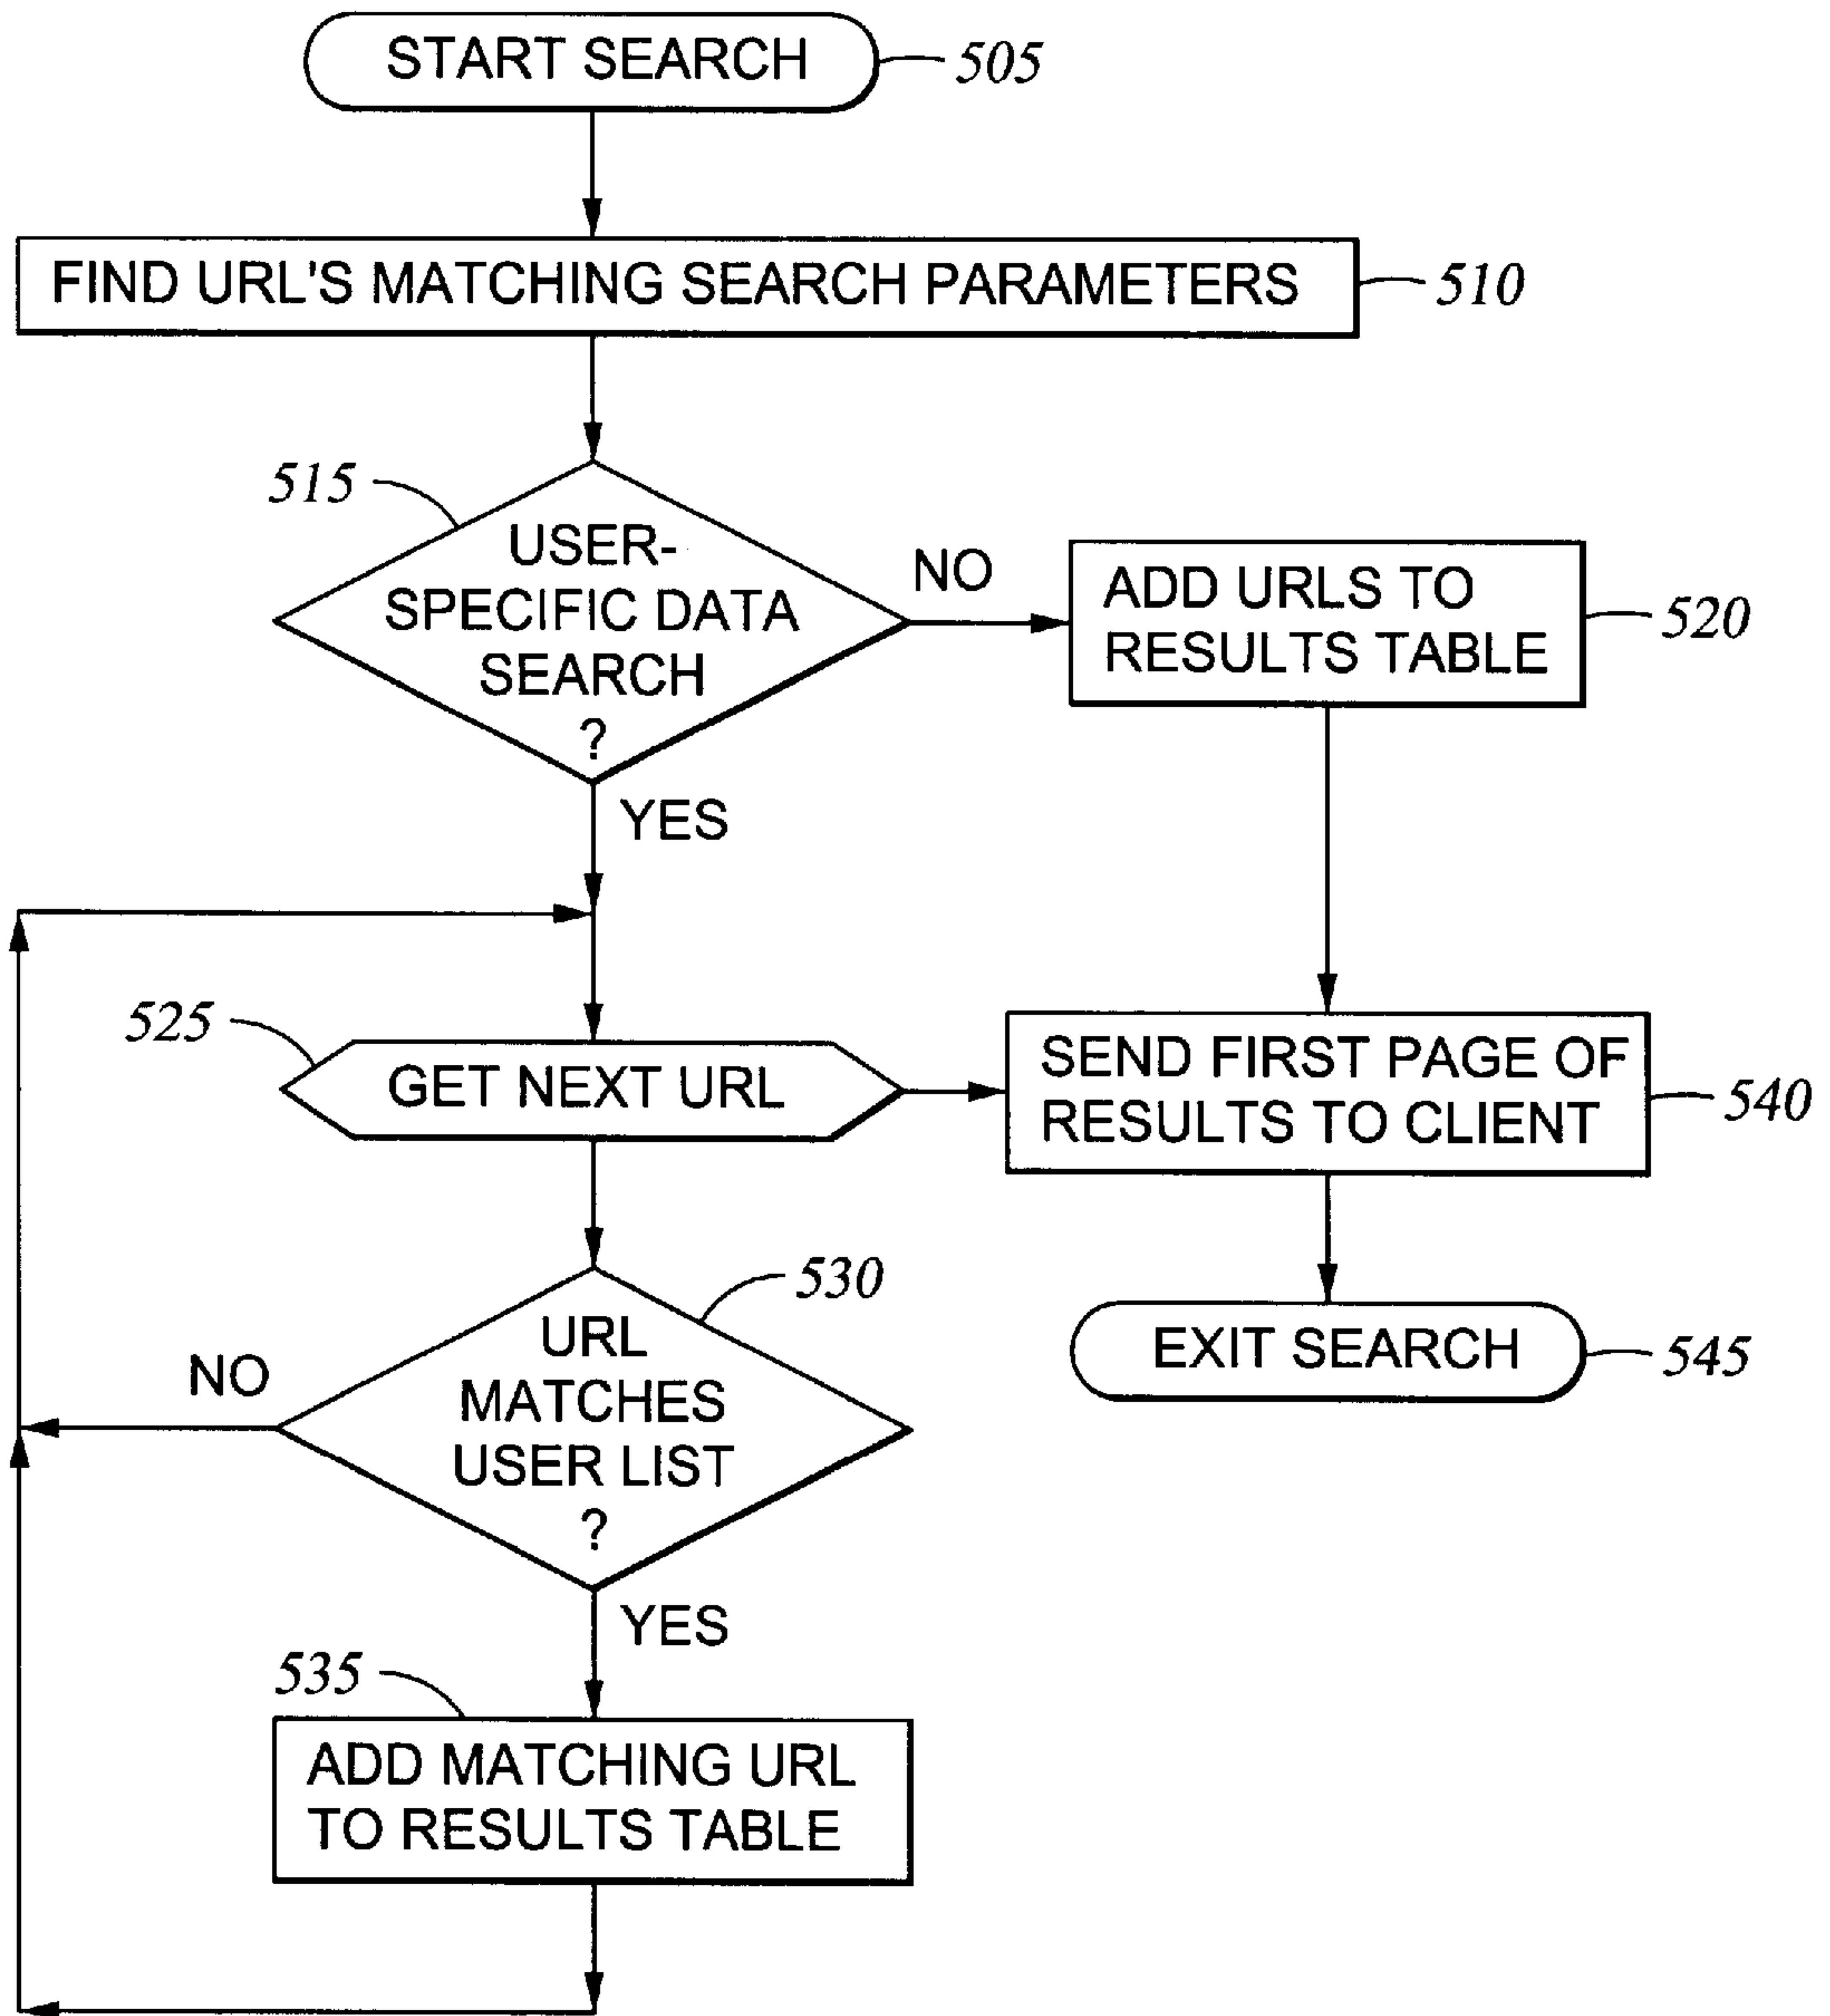 START SEARCH
505
FIND URL'S MATCHING SEARCH PARAMETERS
510
515
USER-
SPECIFIC DATA
SEARCH
?
NO
ADD URLS TO
RESULTS TABLE
520
YES
525
GET NEXT URL
SEND FIRST PAGE OF
RESULTS TO CLIENT
540
530
URL
MATCHES
USER LIST
?
NO
EXIT SEARCH
545
YES
535
ADD MATCHING URL
TO RESULTS TABLE